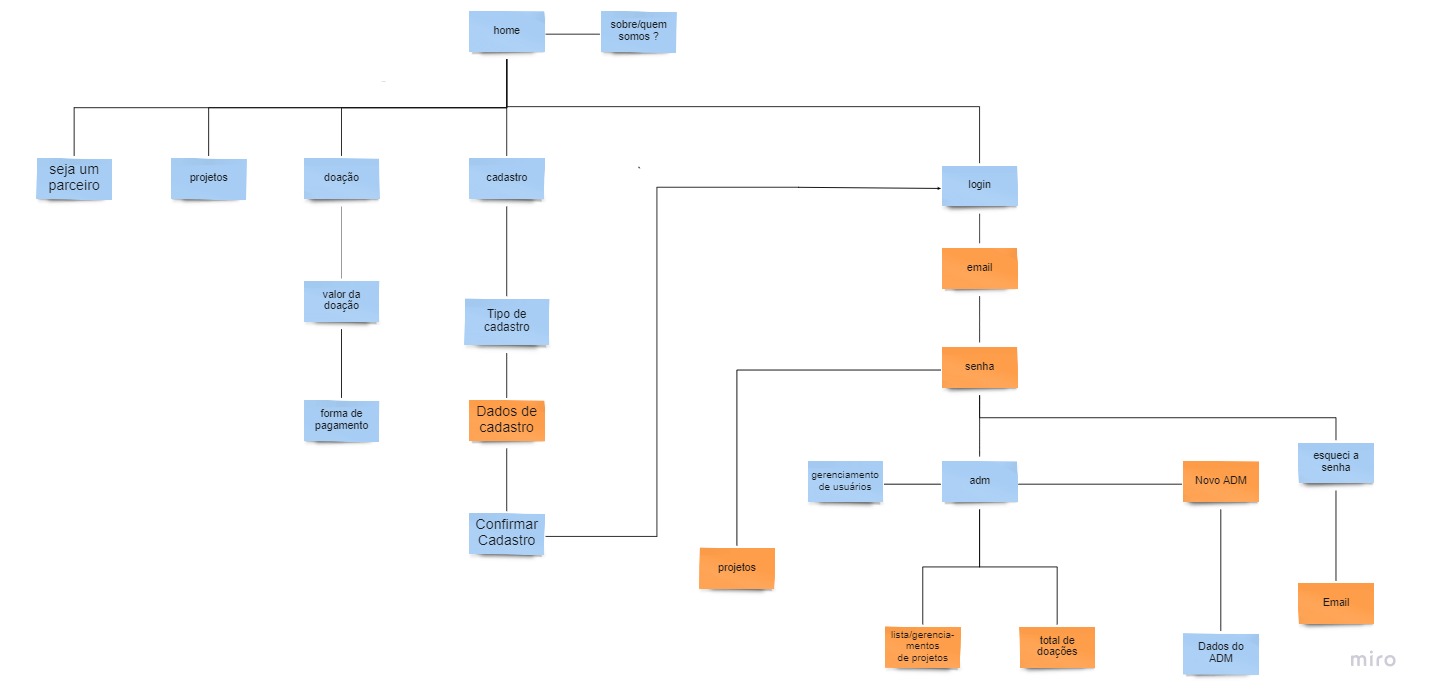 home
sobre/quem
somos ?
seja um
parceiro
projetos
doação
cadastro
login
email
valor da
doação
Tipo de
cadastro
senha
forma de
pagamento
Dados de
cadastro
esqueci a
senha
gerenciamento
de usuários
adm
Novo ADM
Confirmar
Cadastro
projetos
Email
lista/gerencia-
mentos
de projetos
total de
doações
Dados do
ADM
miro